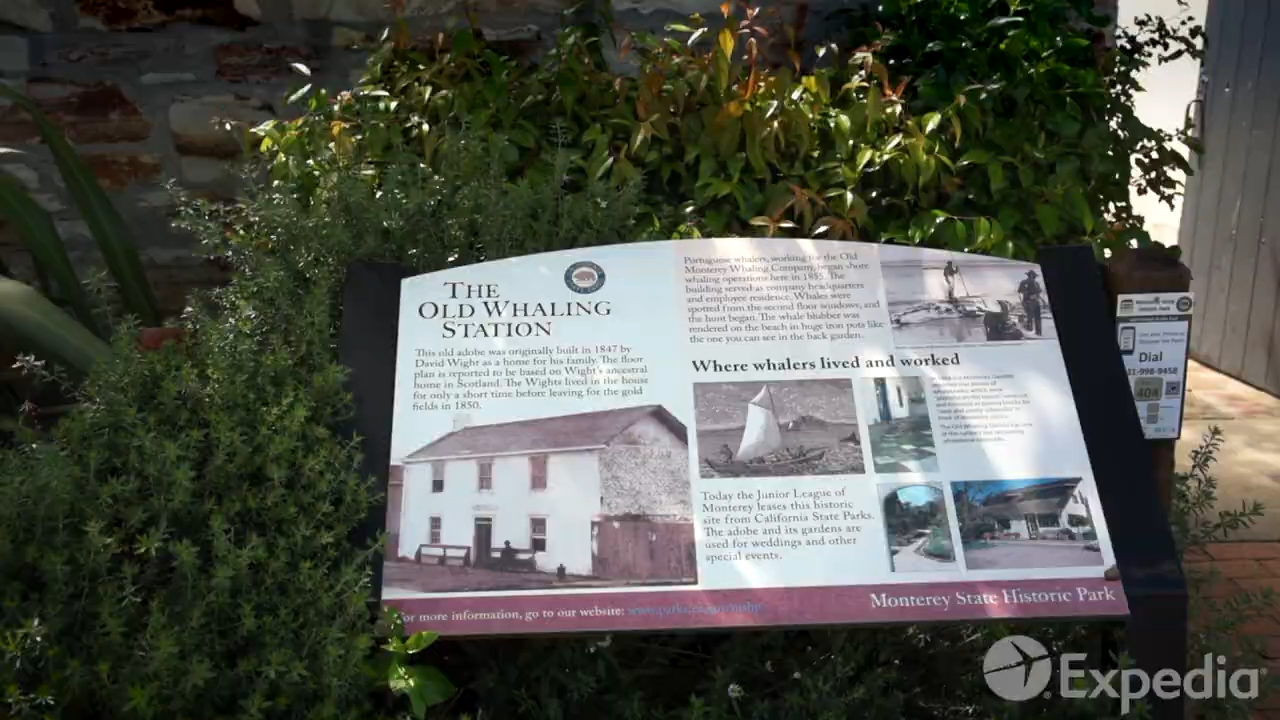 THE
OLD WHALING
STATION
This old adobe was originally built in 1847 by
David Wight as a home for his family. The floor
plan is reported to be based on Wight's ancestral
home in Scotland. The Wights lived in the house
for only a short time before leaving for the gold
fields in 1850.
Portuguese whalers, working for the Old
Monterey Whaling Company, began shore
whaling operations here in 1855. The
building served as company headquarters
and employee residence. Whales were
spotted from the second floor windows, and
the hunt began. The whale blubber was
rendered on the beach in huge iron pots like
the one you can see in the back garden.
Where whalers lived and worked
Today the Junior League of
Monterey leases this historic
site from California State Parks.
The adobe and its gardens are
used for weddings and other
special events.
or more information, go to our website:
Monterey State Historic Park
Dial
31-998-9458
40#
Expedia